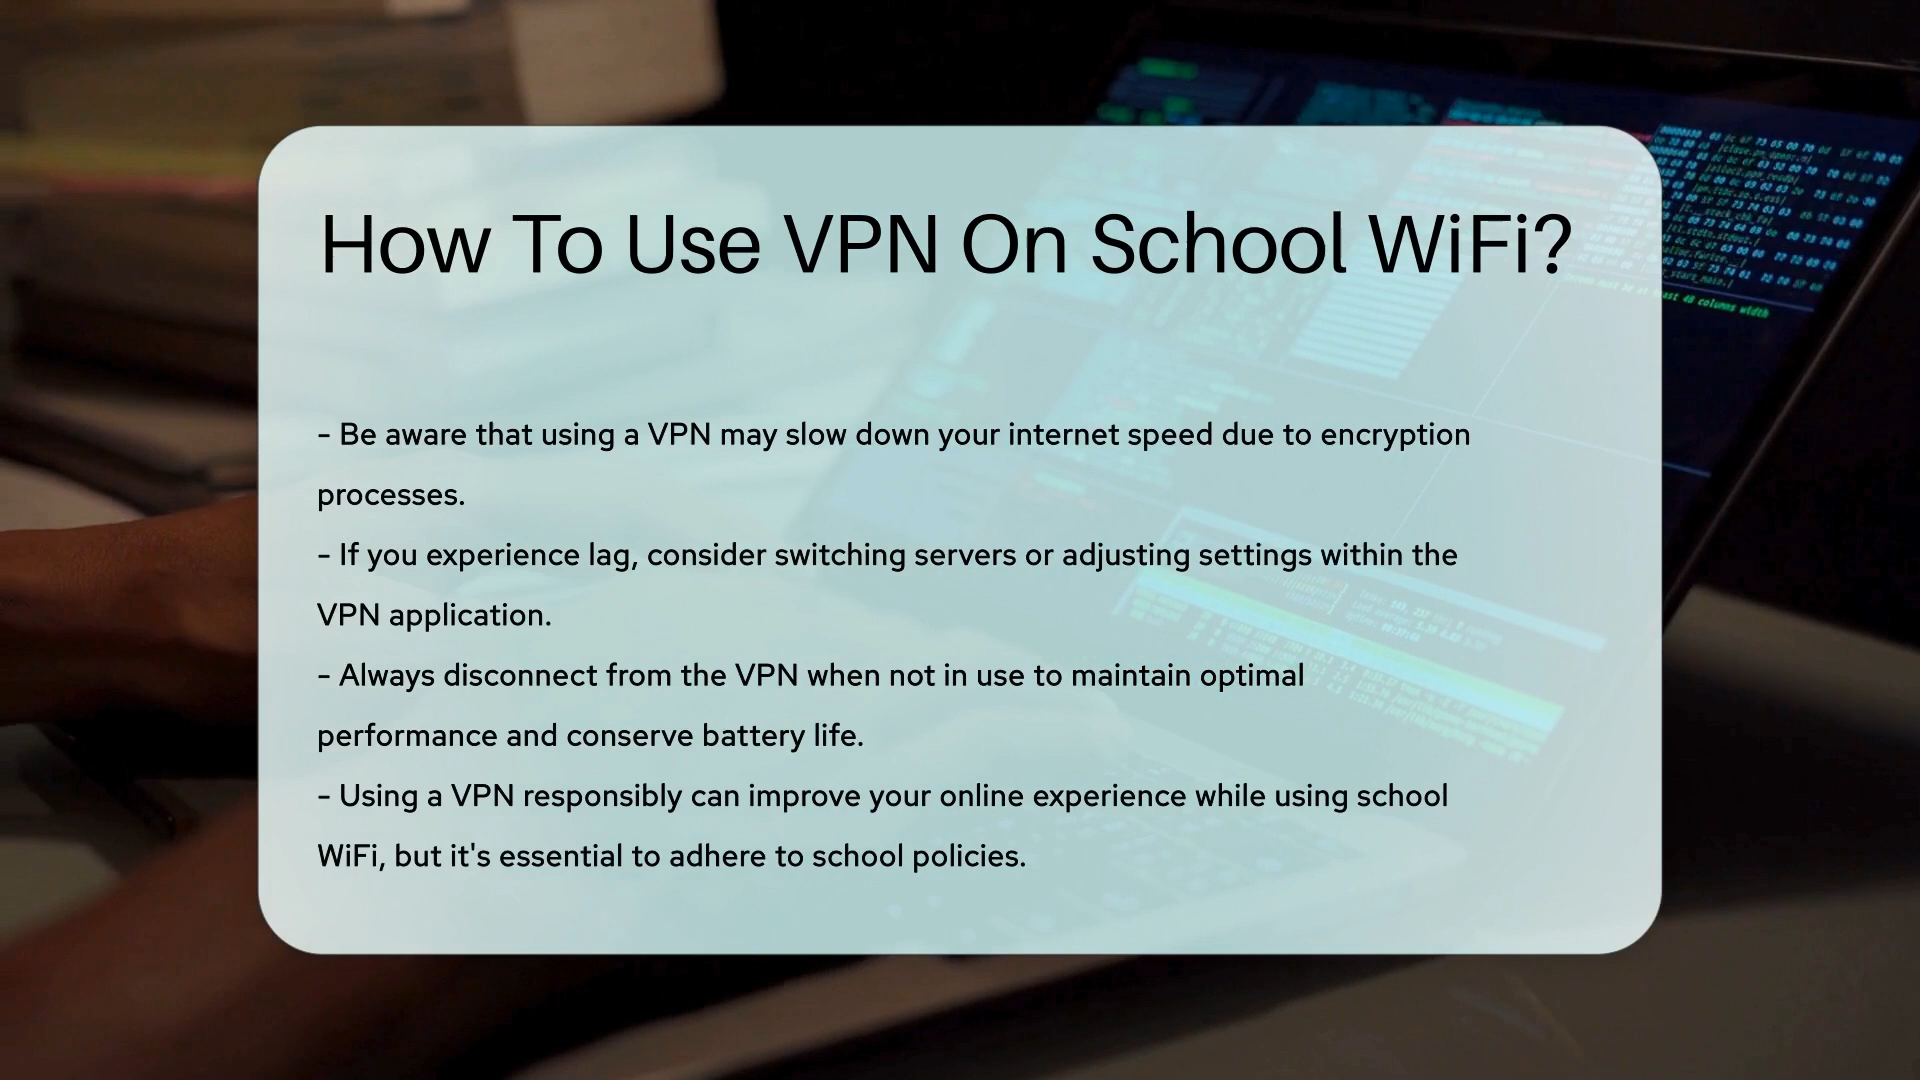 How To Use VPN On School WiFi?
- Be aware that using a VPN may slow down your internet speed due to encryption
processes.
- If you experience lag, consider switching servers or adjusting settings within the
VPN application.
- Always disconnect from the VPN when not in use to maintain optimal
performance and conserve battery life.
- Using a VPN responsibly can improve your online experience while using school
WiFi, but it's essential to adhere to school policies.